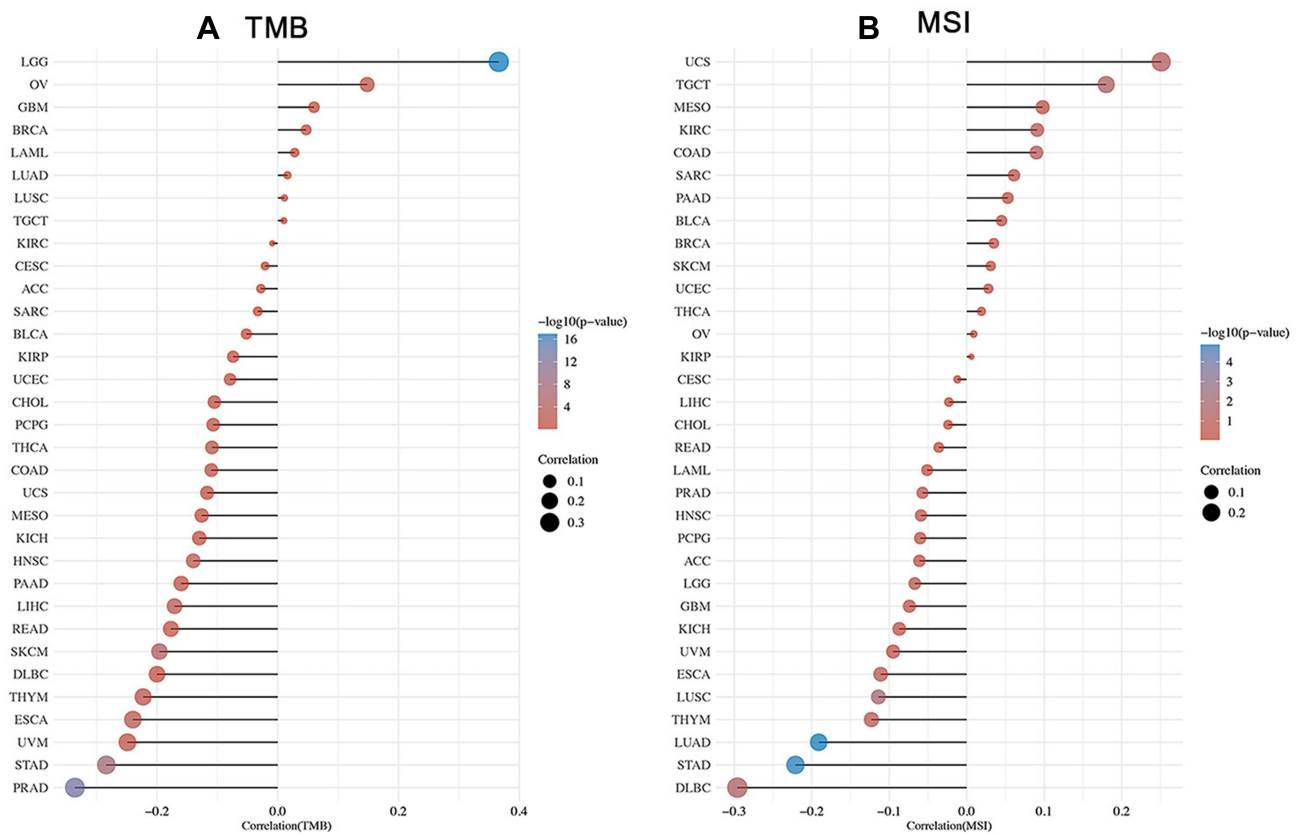 A TMB
LGG
OV
GBM
BRCA
LAML
LUAD
LUSC
TGCT
KIRC
CESC
ACC
SARC
BLCA
KIRP
UCEC
CHOL
PCPG
THCA
COAD
UCS
MESO
KICH
HNSC
PAAD
LIHC
READ
SKCM
DLBC
THYM
ESCA
UVM
STAD
PRAD
−0.2 0.0 0.2 0.4
Correlation(TMB)
−log10(p−value)
16
12
8
4
Correlation
0.1
0.2
0.3
B MSI
UCS
TGCT
MESO
KIRC
COAD
SARC
PAAD
BLCA
BRCA
SKCM
UCEC
THCA
OV
KIRP
CESC
LIHC
CHOL
READ
LAML
PRAD
HNSC
PCPG
ACC
LGG
GBM
KICH
UVM
ESCA
LUSC
THYM
LUAD
STAD
DLBC
−0.3 −0.2 −0.1 0.0 0.1 0.2
Correlation(MSI)
−log10(p−value)
4
3
2
1
Correlation
0.1
0.2